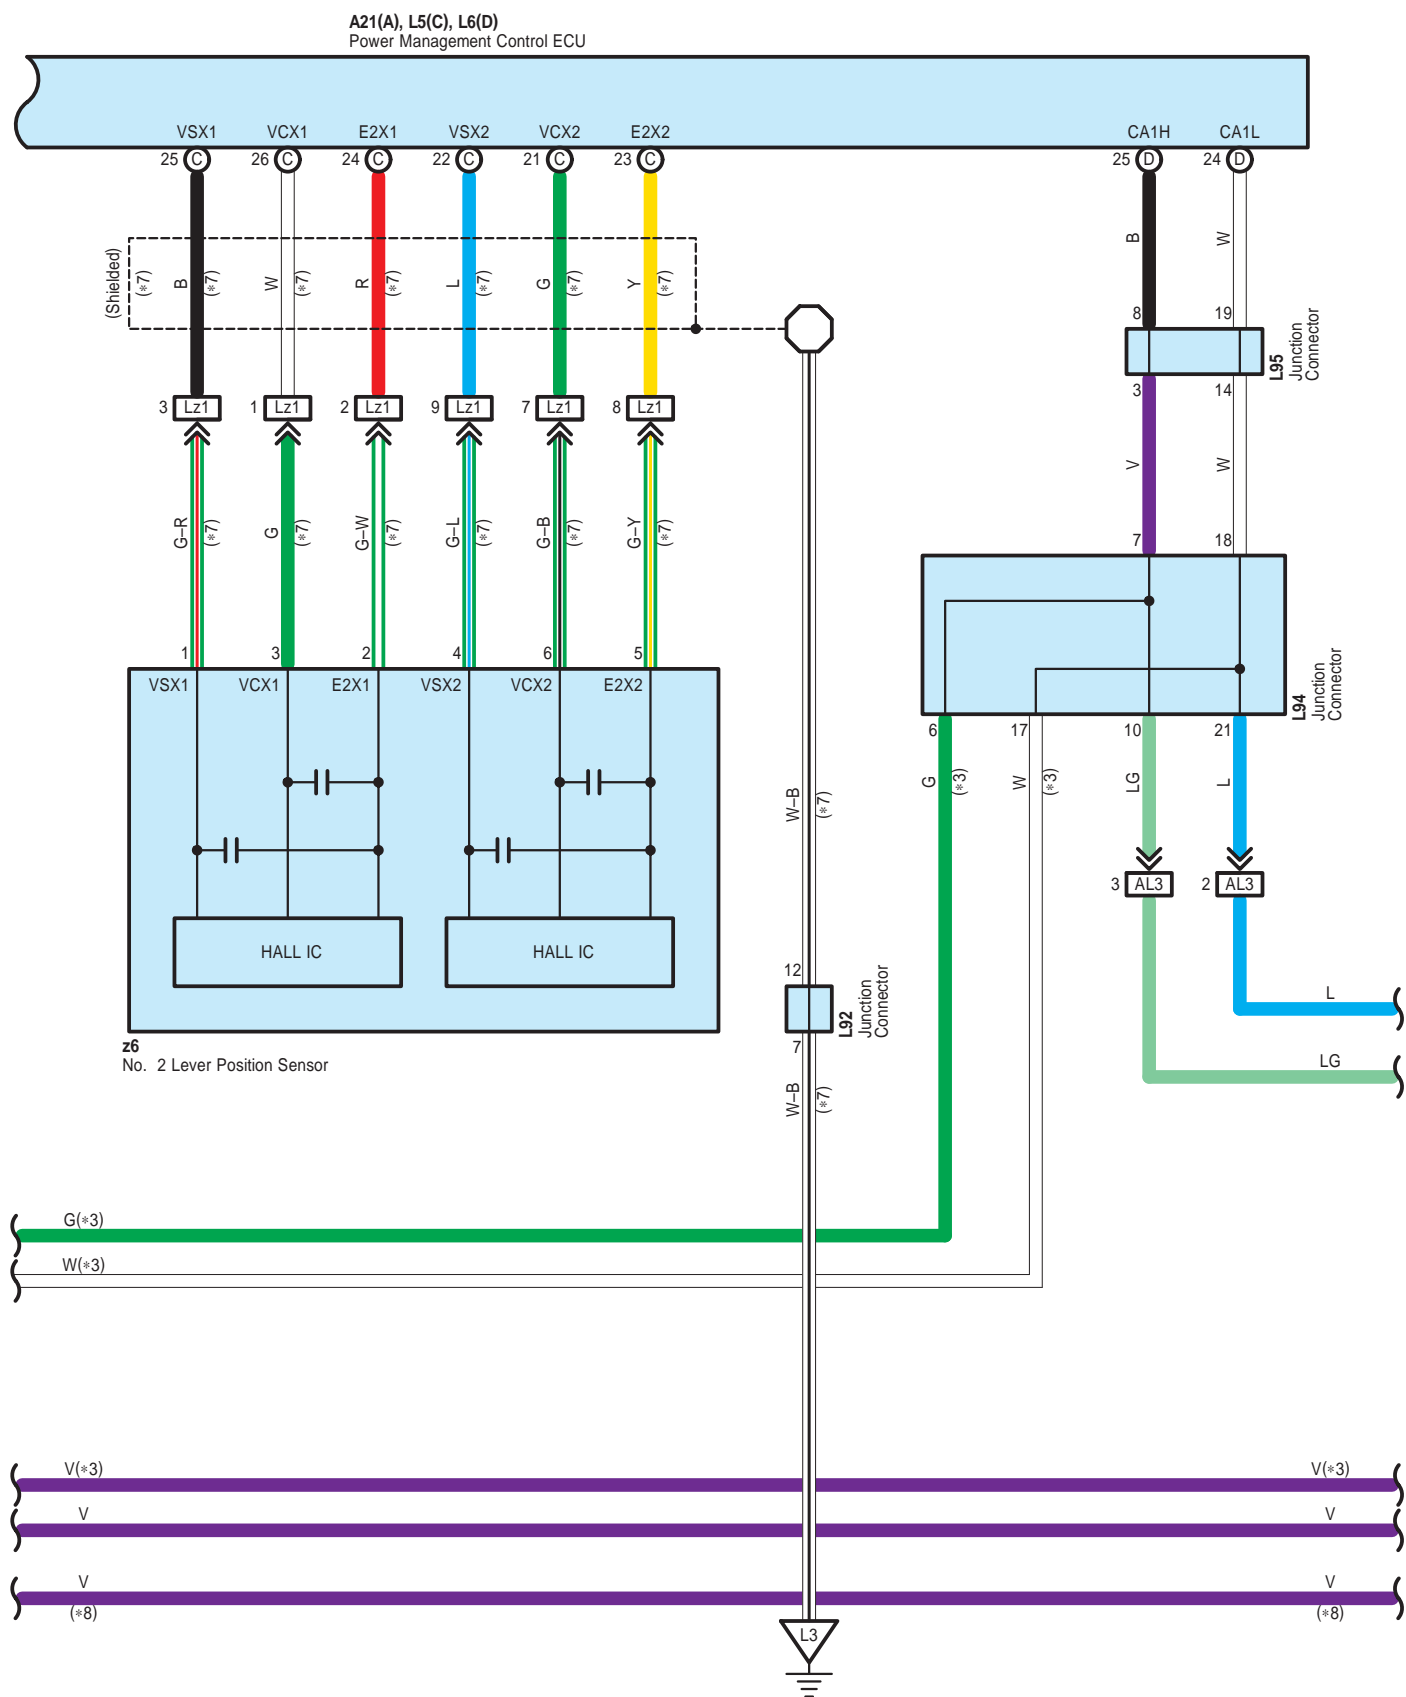 A21(A), L5(C), L6(D)
Power Management Control ECU
VSX1 VCX1 E2X1 VSX2 VCX2 E2X2 CA1H CA1L
25 C 26 C 24 C 22 C 21 C 23 C 25 D 24 D
B W
(Shielded)
(*7) B (*7) W (*7) R (*7) L (*7) G (*7) Y (*7)
8 19
L95
Junction
Connector
3 14
3 Lz1 1 Lz1 2 Lz1 9 Lz1 7 Lz1 8 Lz1
V W
G–R (*7) G (*7) G–W (*7) G–L (*7) G–B (*7) G–Y (*7)
7 18
1 3 2 4 6 5
VSX1 VCX1 E2X1 VSX2 VCX2 E2X2
L94
Junction
Connector
6 17 10 21
G (*3) W (*3) LG L
W–B (*7)
3 AL3 2 AL3
HALL IC HALL IC
12
L92
Junction
Connector
7
L
z6
No. 2 Lever Position Sensor
LG
W–B (*7)
G(*3)
W(*3)
V(*3) V(*3)
V V
V V
(*8) (*8)
L3